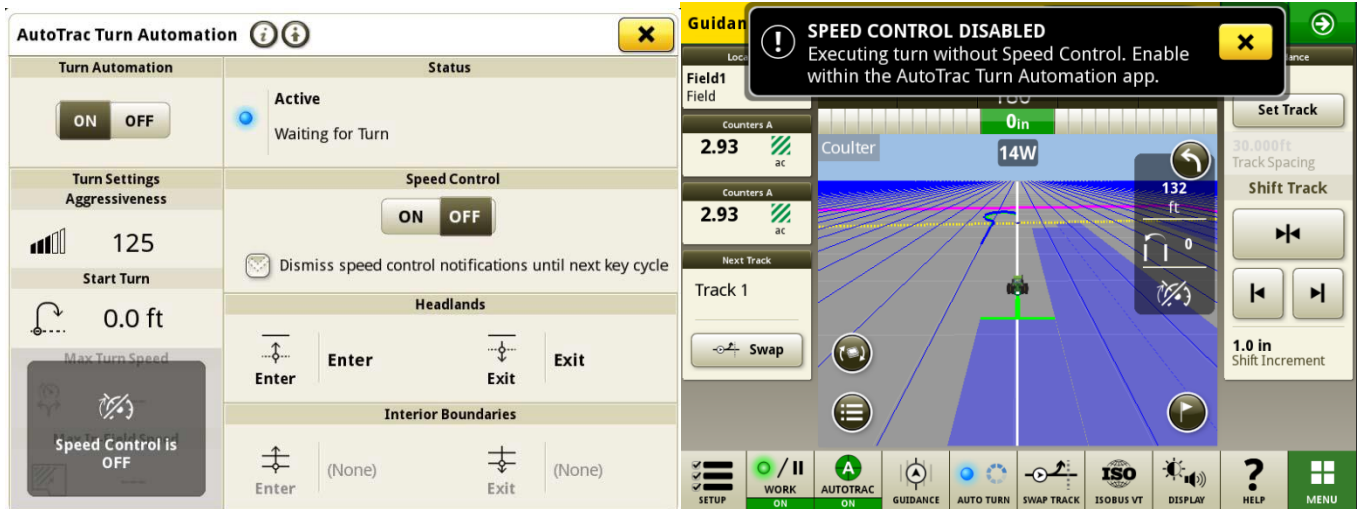 AutoTrac Turn Automation
Turn Automation
ON OFF
Turn Settings
Aggressiveness
125
Start Turn
0.0 ft
Max Turn Speed
Speed Control is
OFF
Status
Active
Waiting for Turn
Speed Control
ON OFF
Dismiss speed control notifications until next key cycle
Headlands
Enter
Enter
Exit
Exit
Interior Boundaries
Enter
(None)
Exit
(None)
Guidan
SPEED CONTROL DISABLED
Executing turn without Speed Control. Enable
within the AutoTrac Turn Automation app.
Loca
ance
Field1
Field
Counters A
2.93
ac
Counters A
2.93
ac
Next Track
Track 1
Swap
180
0in
Coulter
14W
132
ft
0
Set Track
30.000ft
Track Spacing
Shift Track
1.0 in
Shift Increment
SETUP
WORK
ON
A
AUTOTRAC
ON
GUIDANCE
AUTO TURN
SWAP TRACK
ISO
ISOBUS VT
DISPLAY
?
HELP
MENU